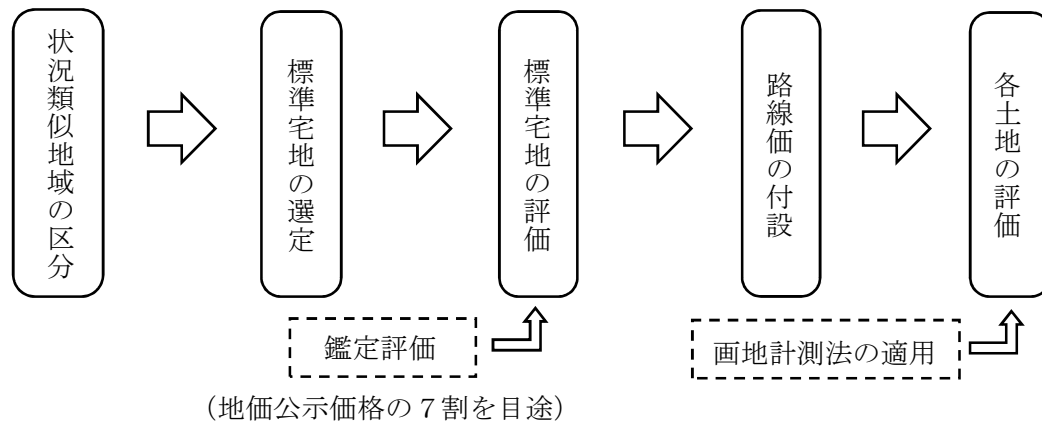 状況類似地域の区分
標準宅地の選定
標準宅地の評価
路線価の付設
各土地の評価
鑑定評価
画地計測法の適用
（地価公示価格の７割を目途）